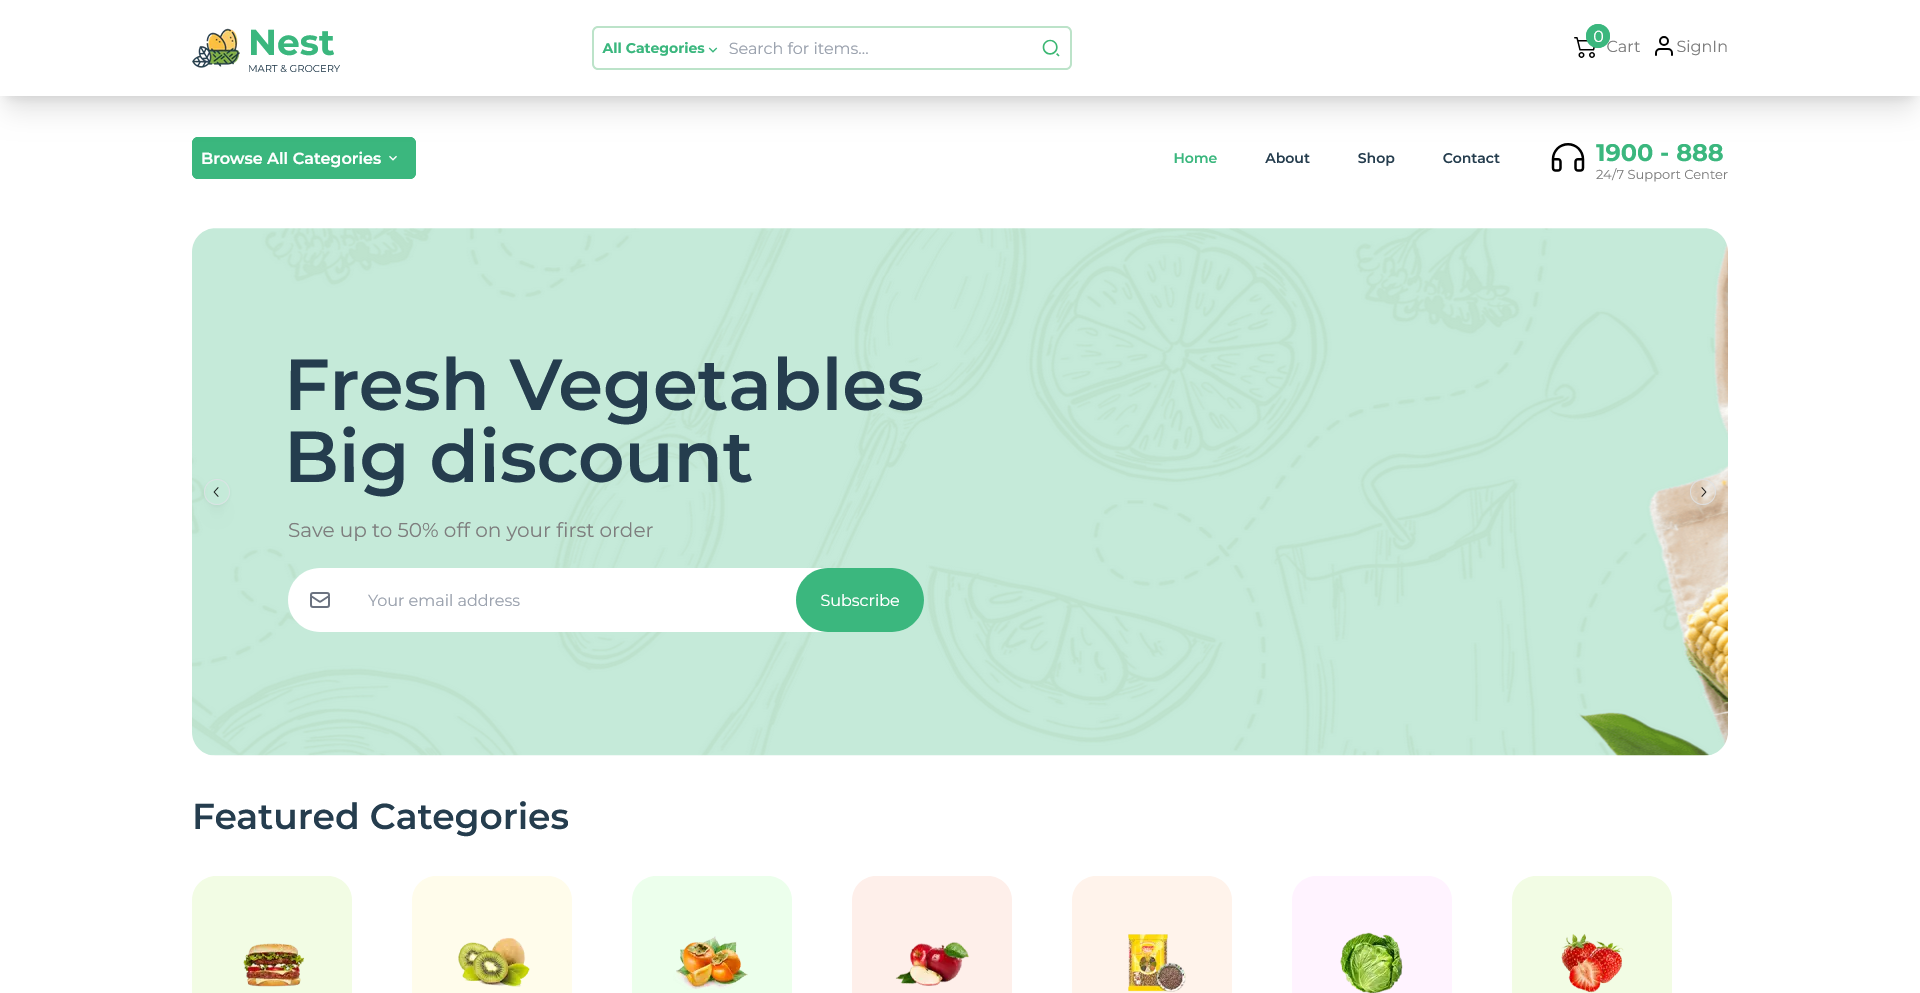 Nest
MART & GROCERY
All Categories
Search for items...
0
Cart
SignIn
Browse All Categories
Home
About
Shop
Contact
1900 - 888
24/7 Support Center
Fresh Vegetables
Big discount
Save up to 50% off on your first order
Your email address
Subscribe
Featured Categories